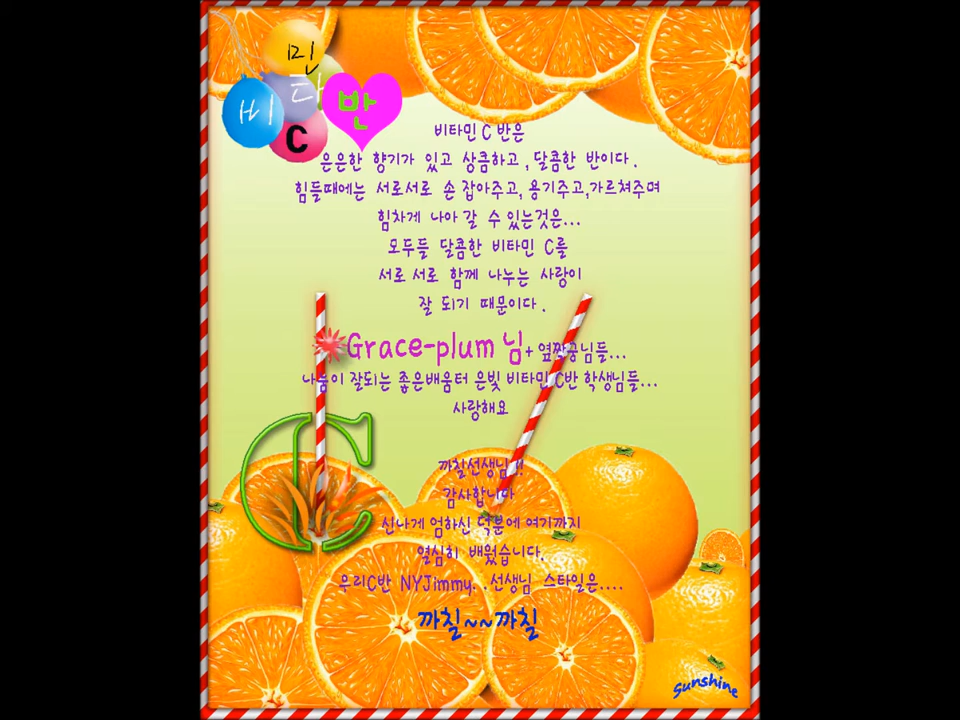 비타민 C 반
비타민 C 반은
은은한 향기가 있고 상큼하고 , 달콤한 반이다 .
힘들때에는 서로서로 손 잡아주고, 용기주고,가르쳐주며
힘차게 나아 갈 수 있는것은...
모두들 달콤한 비타민 C를
서로 서로 함께 나누는 사랑이
잘 되기 때문이다 .
Grace-plum 님+ 옆짝궁님들...
나눔이 잘되는 좋은배움터 은빛 비타민 C반 학생님들...
사랑해요
C
까칠선생님 !!
감사합니다
신나게 엄하신 덕분에 여기까지
열심히 배웠습니다.
우리C반 NYJimmy. .선생님 스타일은....
까칠~~까칠
sunshine